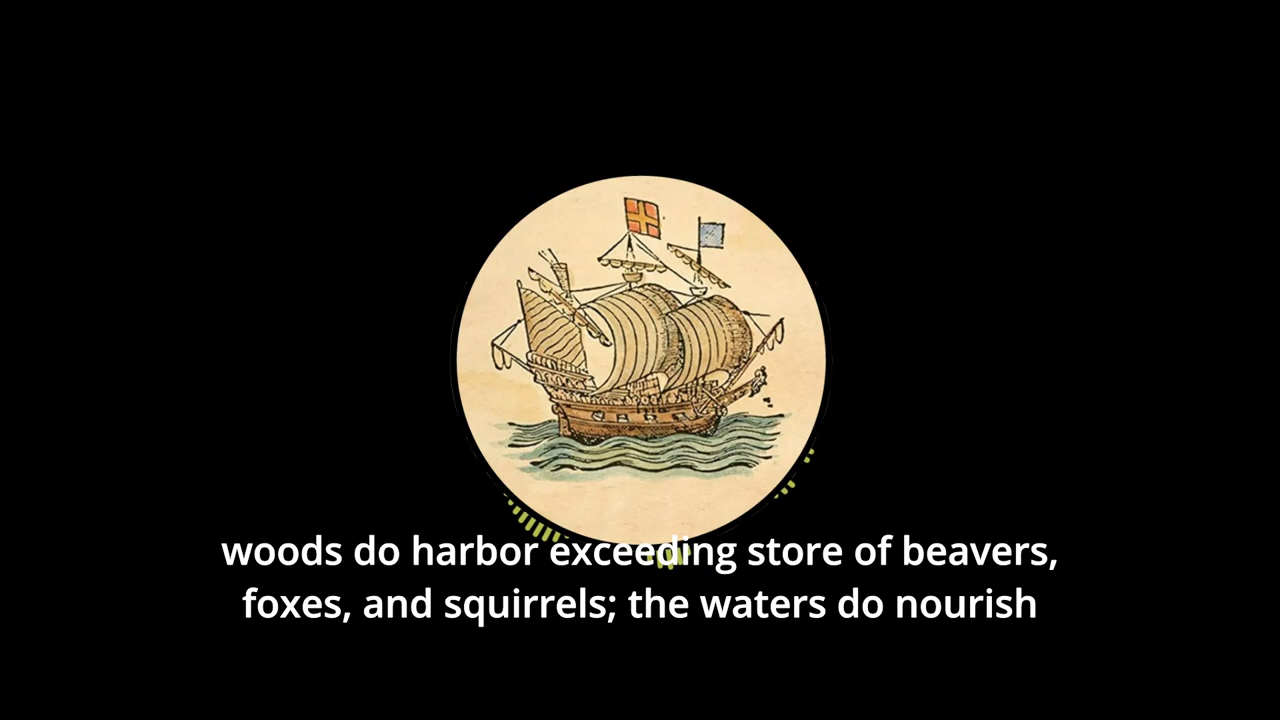 woods do harbor exceeding store of beavers,
foxes, and squirrels; the waters do nourish